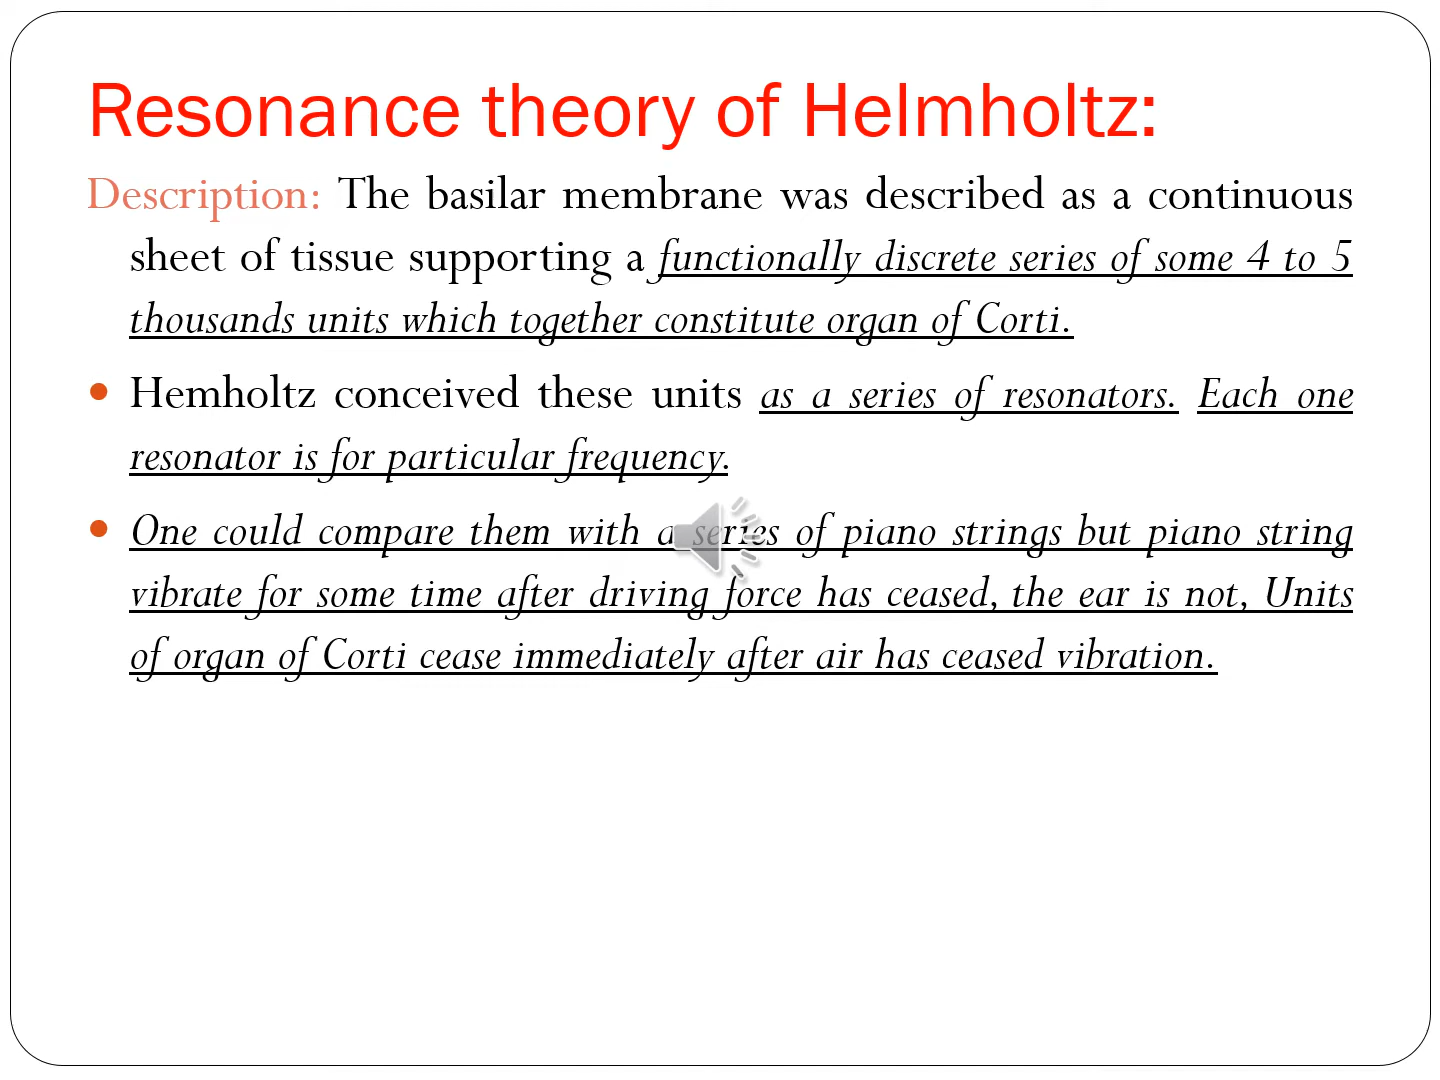 Resonance theory of Helmholtz:
Description: The basilar membrane was described as a continuous
sheet of tissue supporting a functionally discrete series of some 4 to 5
thousands units which together constitute organ of Corti.
Hemholtz conceived these units as a series of resonators. Each one
resonator is for particular frequency.
One could compare them with a series of piano strings but piano string
vibrate for some time after driving force has ceased, the ear is not, Units
of organ of Corti cease immediately after air has ceased vibration.